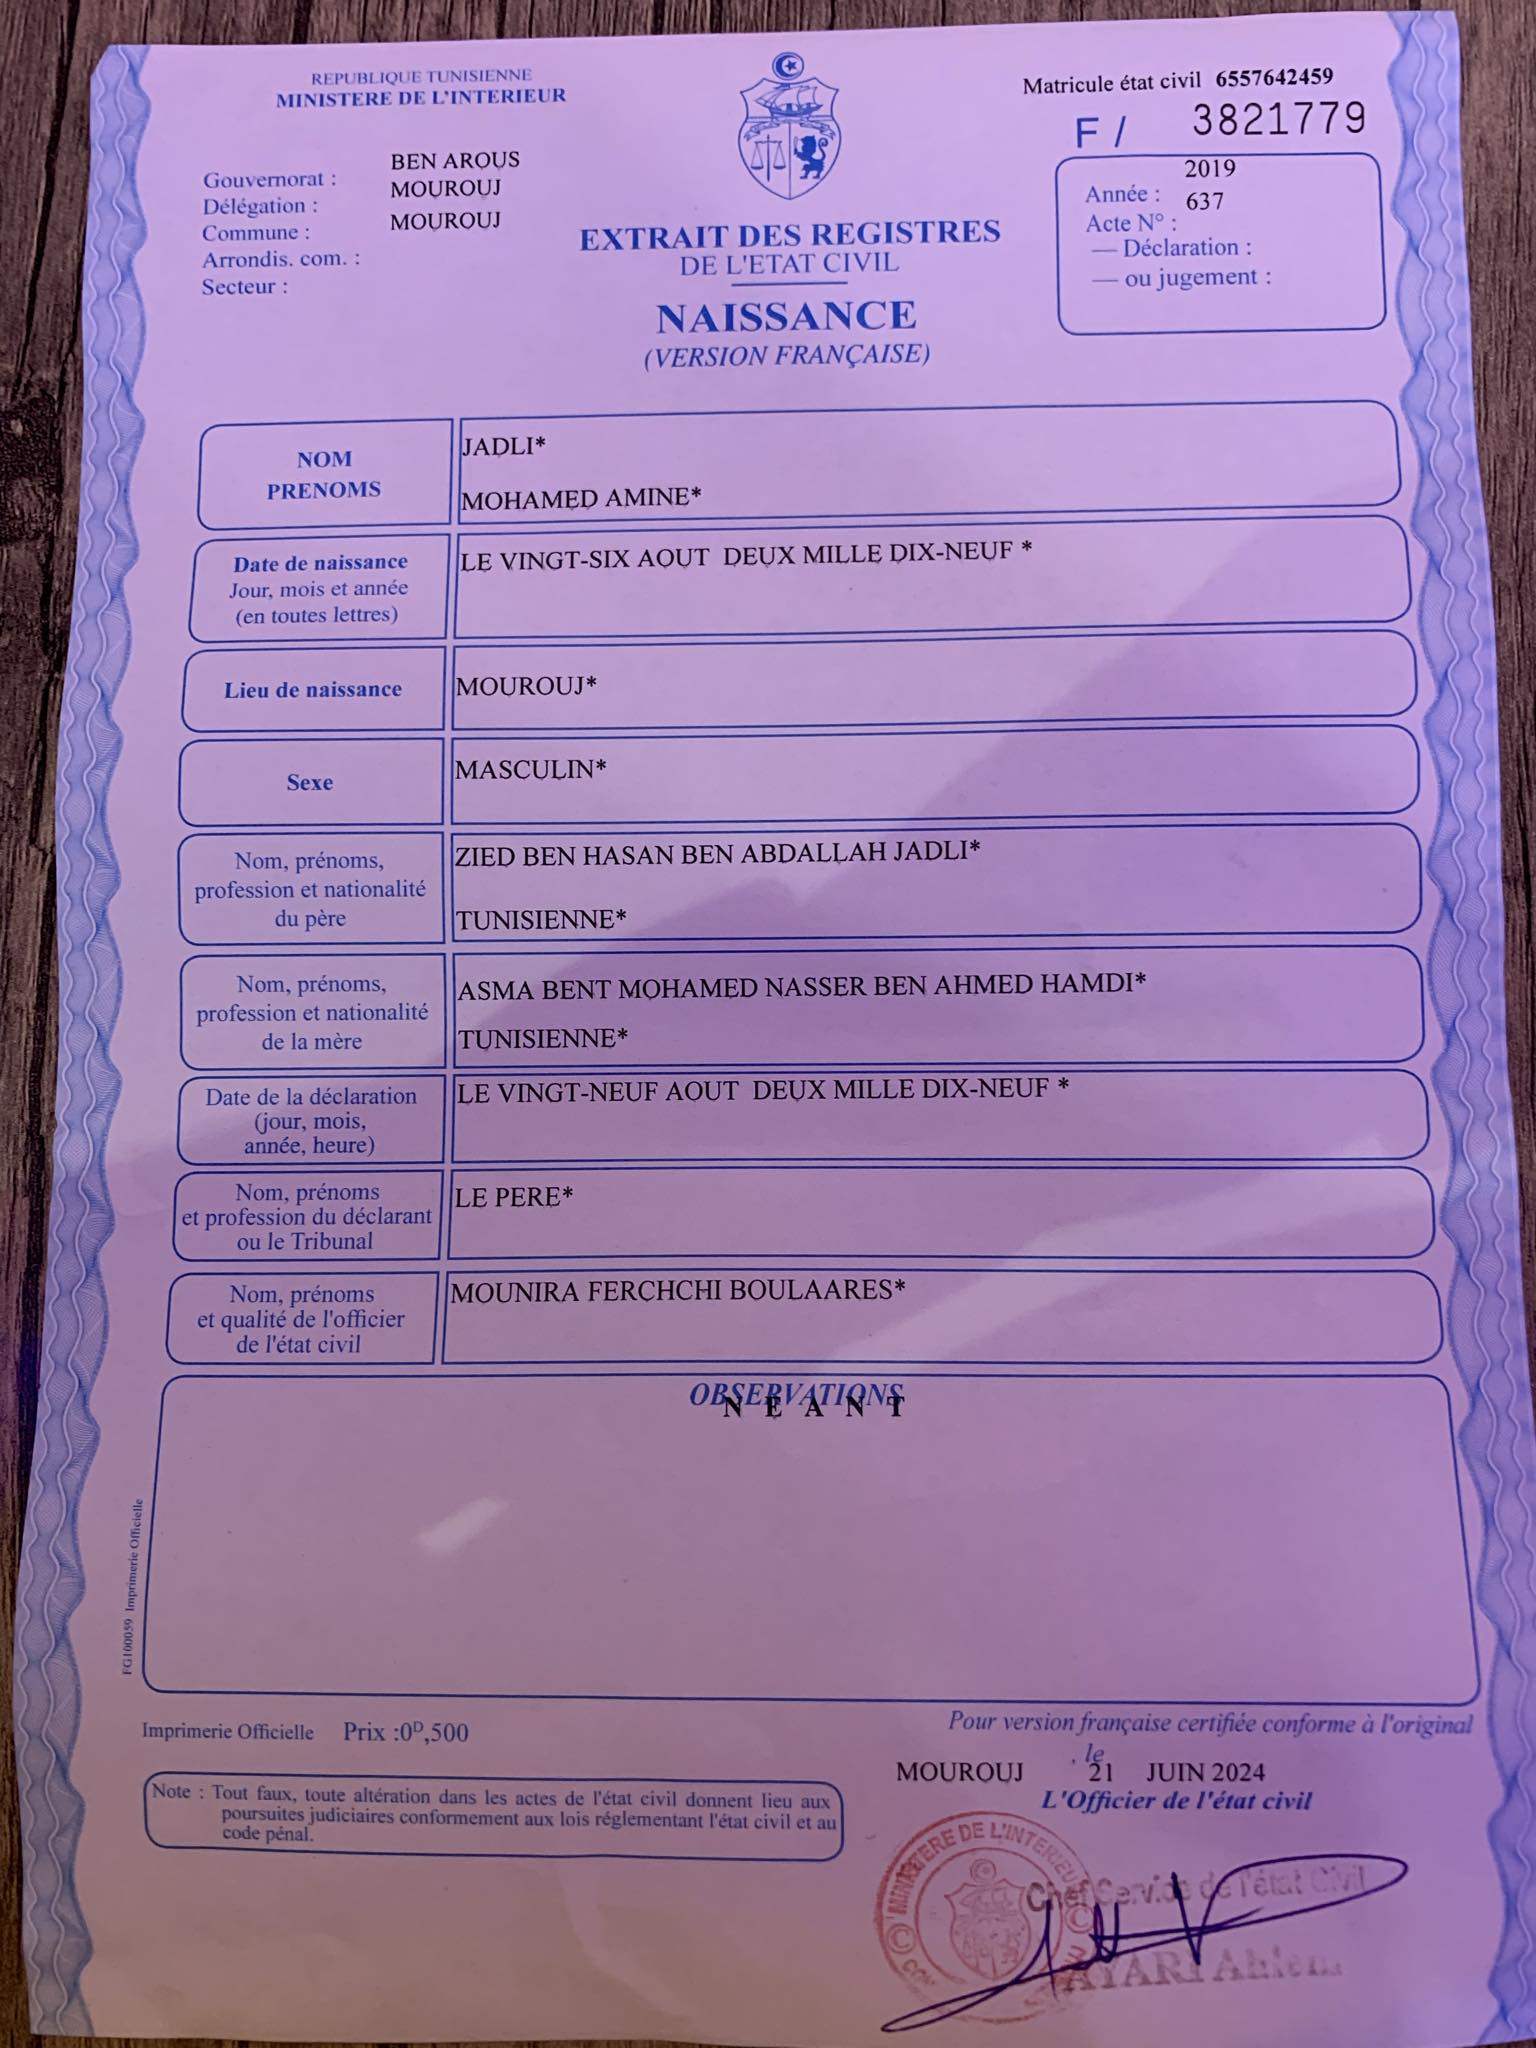 REPUBLIQUE TUNISIENNE
MINISTERE DE L'INTERIEUR
Matricule état civil 6557642459
F / 3821779
Gouvernorat : BEN AROUS
Délégation : MOUROUJ
Commune : MOUROUJ
Arrondis. com. :
Secteur :
2019
Année :
637
Acte N° :
— Déclaration :
— ou jugement :
EXTRAIT DES REGISTRES
DE L'ETAT CIVIL
NAISSANCE
(VERSION FRANÇAISE)
NOM
PRENOMS
JADLI*
MOHAMED AMINE*
Date de naissance
Jour, mois et année
(en toutes lettres)
LE VINGT-SIX AOUT DEUX MILLE DIX-NEUF *
Lieu de naissance
MOUROUJ*
Sexe
MASCULIN*
Nom, prénoms,
profession et nationalité
du père
ZIED BEN HASAN BEN ABDALLAH JADLI*
TUNISIENNE*
Nom, prénoms,
profession et nationalité
de la mère
ASMA BENT MOHAMED NASSER BEN AHMED HAMDI*
TUNISIENNE*
Date de la déclaration
(jour, mois,
année, heure)
LE VINGT-NEUF AOUT DEUX MILLE DIX-NEUF *
Nom, prénoms
et profession du déclarant
ou le Tribunal
LE PERE*
Nom, prénoms
et qualité de l'officier
de l'état civil
MOUNIRA FERCHCHI BOULAARES*
OBSERVATIONS
N E A N T
FG100059 Imprimerie Officielle
Imprimerie Officielle Prix :0D,500
Pour version française certifiée conforme à l'original
MOUROUJ , le 21 JUIN 2024
L'Officier de l'état civil
Note : Tout faux, toute altération dans les actes de l'état civil donnent lieu aux
poursuites judiciaires conformement aux lois réglementant l'état civil et au
code pénal.
MINISTERE DE L'INTERIEUR
Chef Service de l'état Civil
AYARI Ahlem